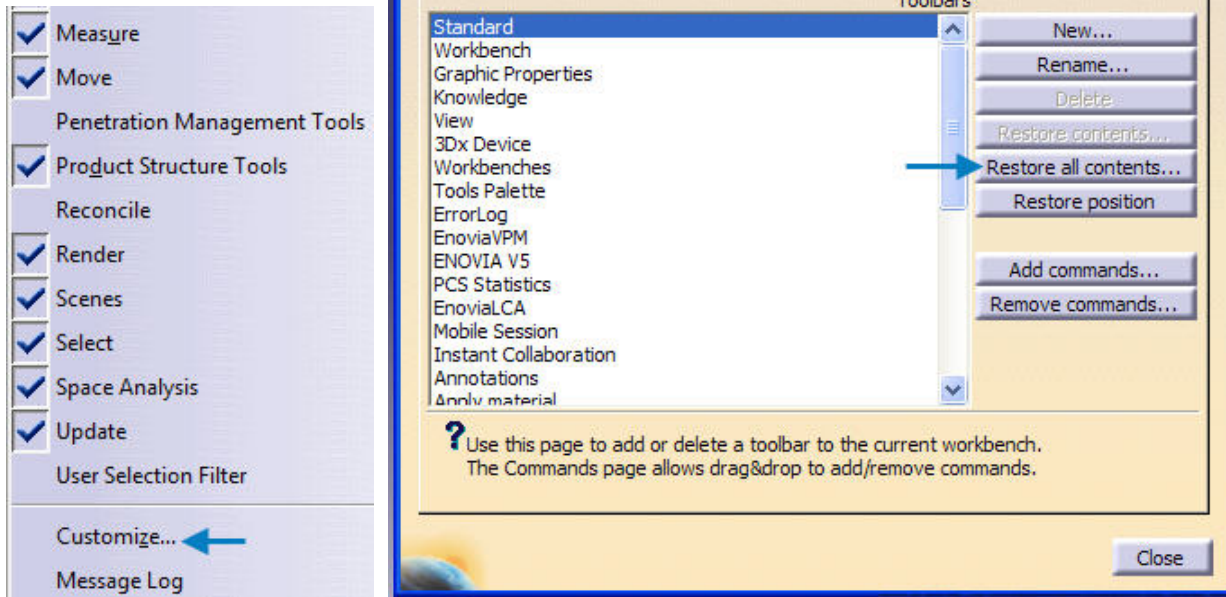 Measure
Move
Penetration Management Tools
Product Structure Tools
Reconcile
Render
Scenes
Select
Space Analysis
Update
User Selection Filter
Customize...
Message Log
Toolbars
Standard
Workbench
Graphic Properties
Knowledge
View
3Dx Device
Workbenches
Tools Palette
ErrorLog
EnoviaVPM
ENOVIA V5
PCS Statistics
EnoviaLCA
Mobile Session
Instant Collaboration
Annotations
Apply material
New...
Rename...
Delete
Restore contents...
Restore all contents...
Restore position
Add commands...
Remove commands...
?Use this page to add or delete a toolbar to the current workbench.
The Commands page allows drag&drop to add/remove commands.
Close